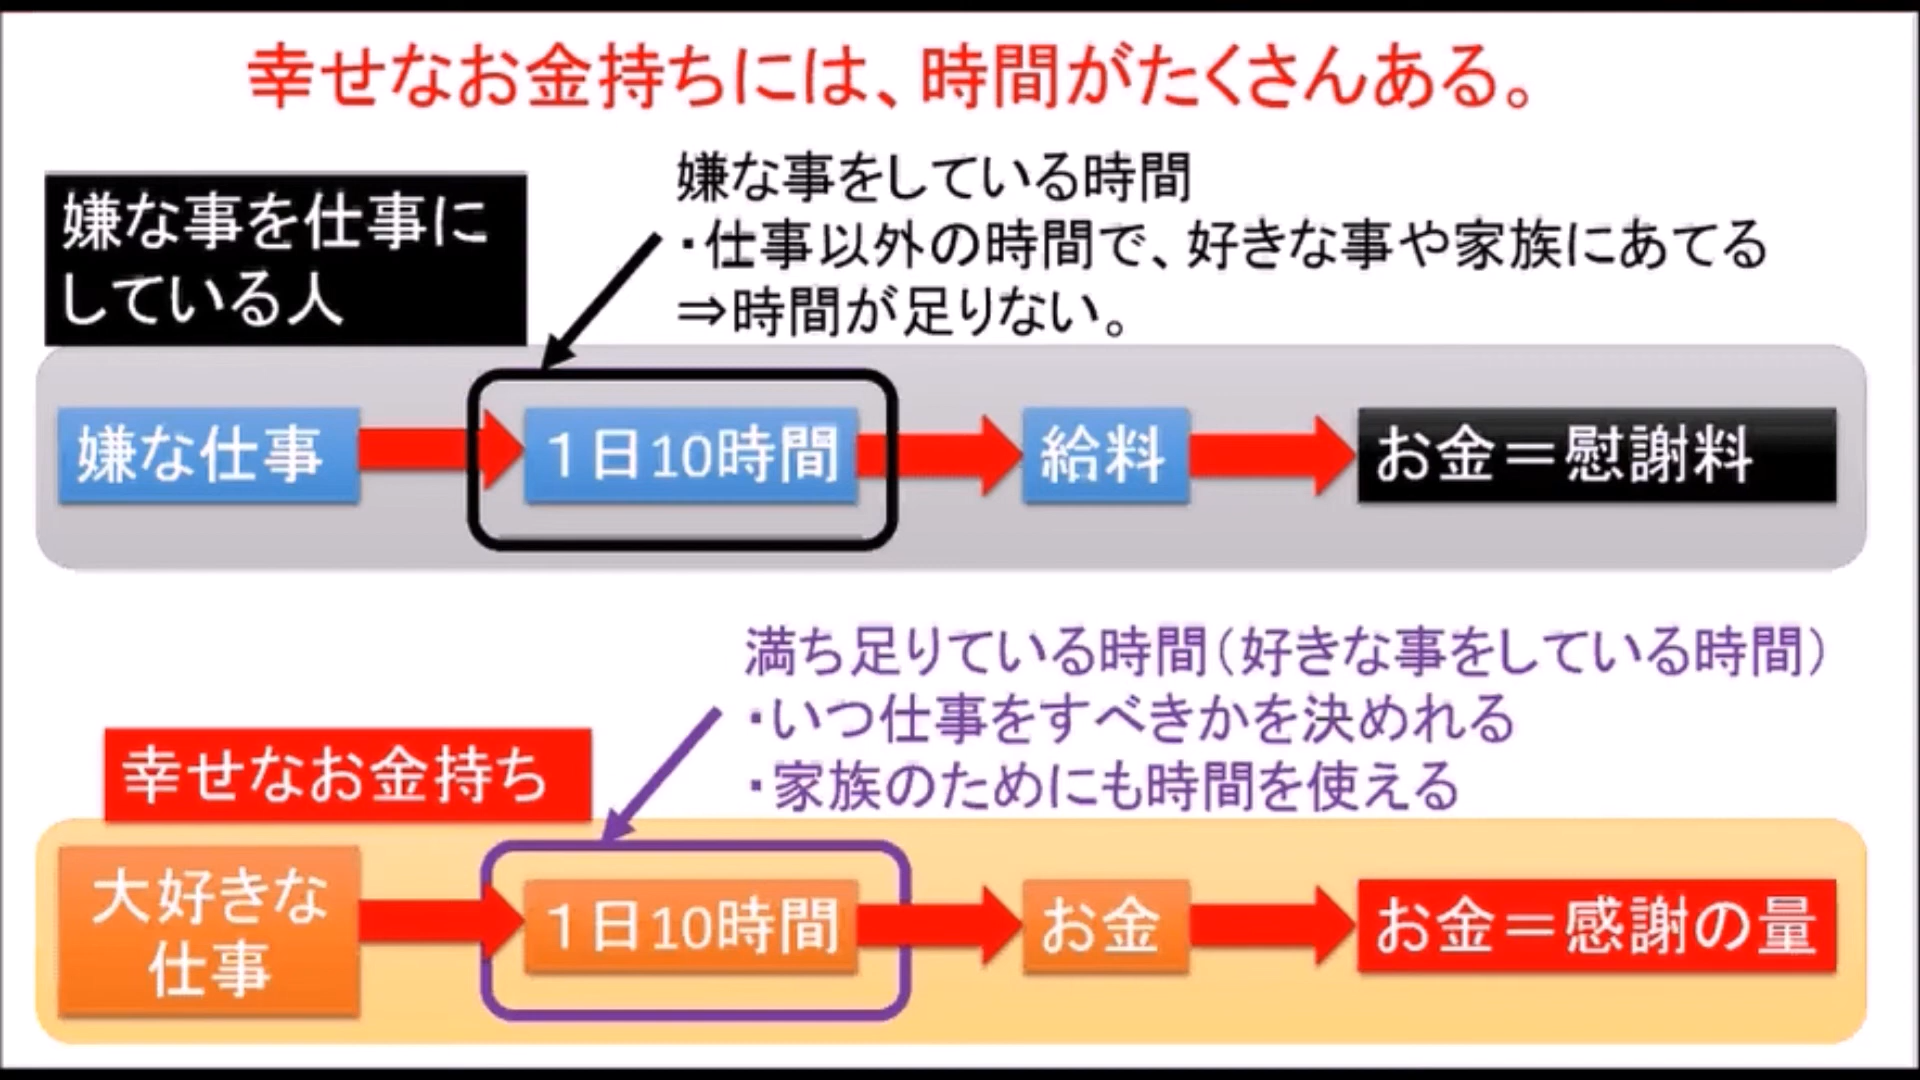 幸せなお金持ちには、時間がたくさんある。
嫌な事を仕事に
している人
嫌な事をしている時間
・仕事以外の時間で、好きな事や家族にあてる
⇒時間が足りない。
嫌な仕事
１日10時間
給料
お金＝慰謝料
満ち足りている時間（好きな事をしている時間）
・いつ仕事をすべきかを決めれる
・家族のためにも時間を使える
幸せなお金持ち
大好きな
仕事
１日10時間
お金
お金＝感謝の量